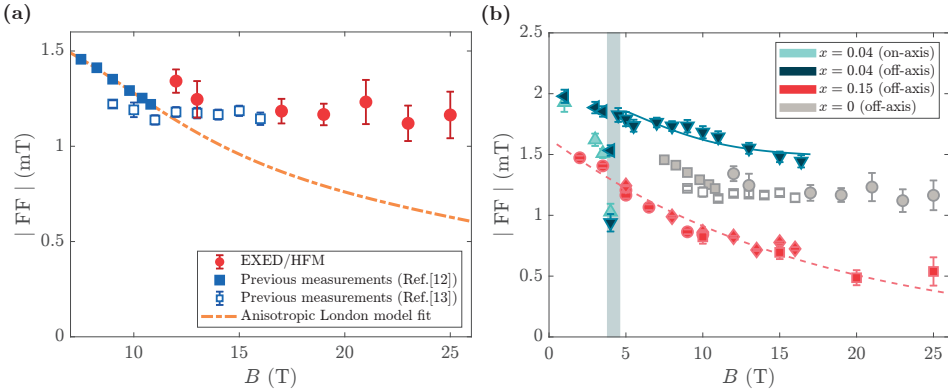 (a)
| FF | (mT)
1.5
1
0.5
0
10
15
20
25
B (T)
EXED/HFM
Previous measurements (Ref.[12])
Previous measurements (Ref.[13])
Anisotropic London model fit
(b)
| FF | (mT)
2.5
2
1.5
1
0.5
0
0
5
10
15
20
25
B (T)
x = 0.04 (on-axis)
x = 0.04 (off-axis)
x = 0.15 (off-axis)
x = 0 (off-axis)